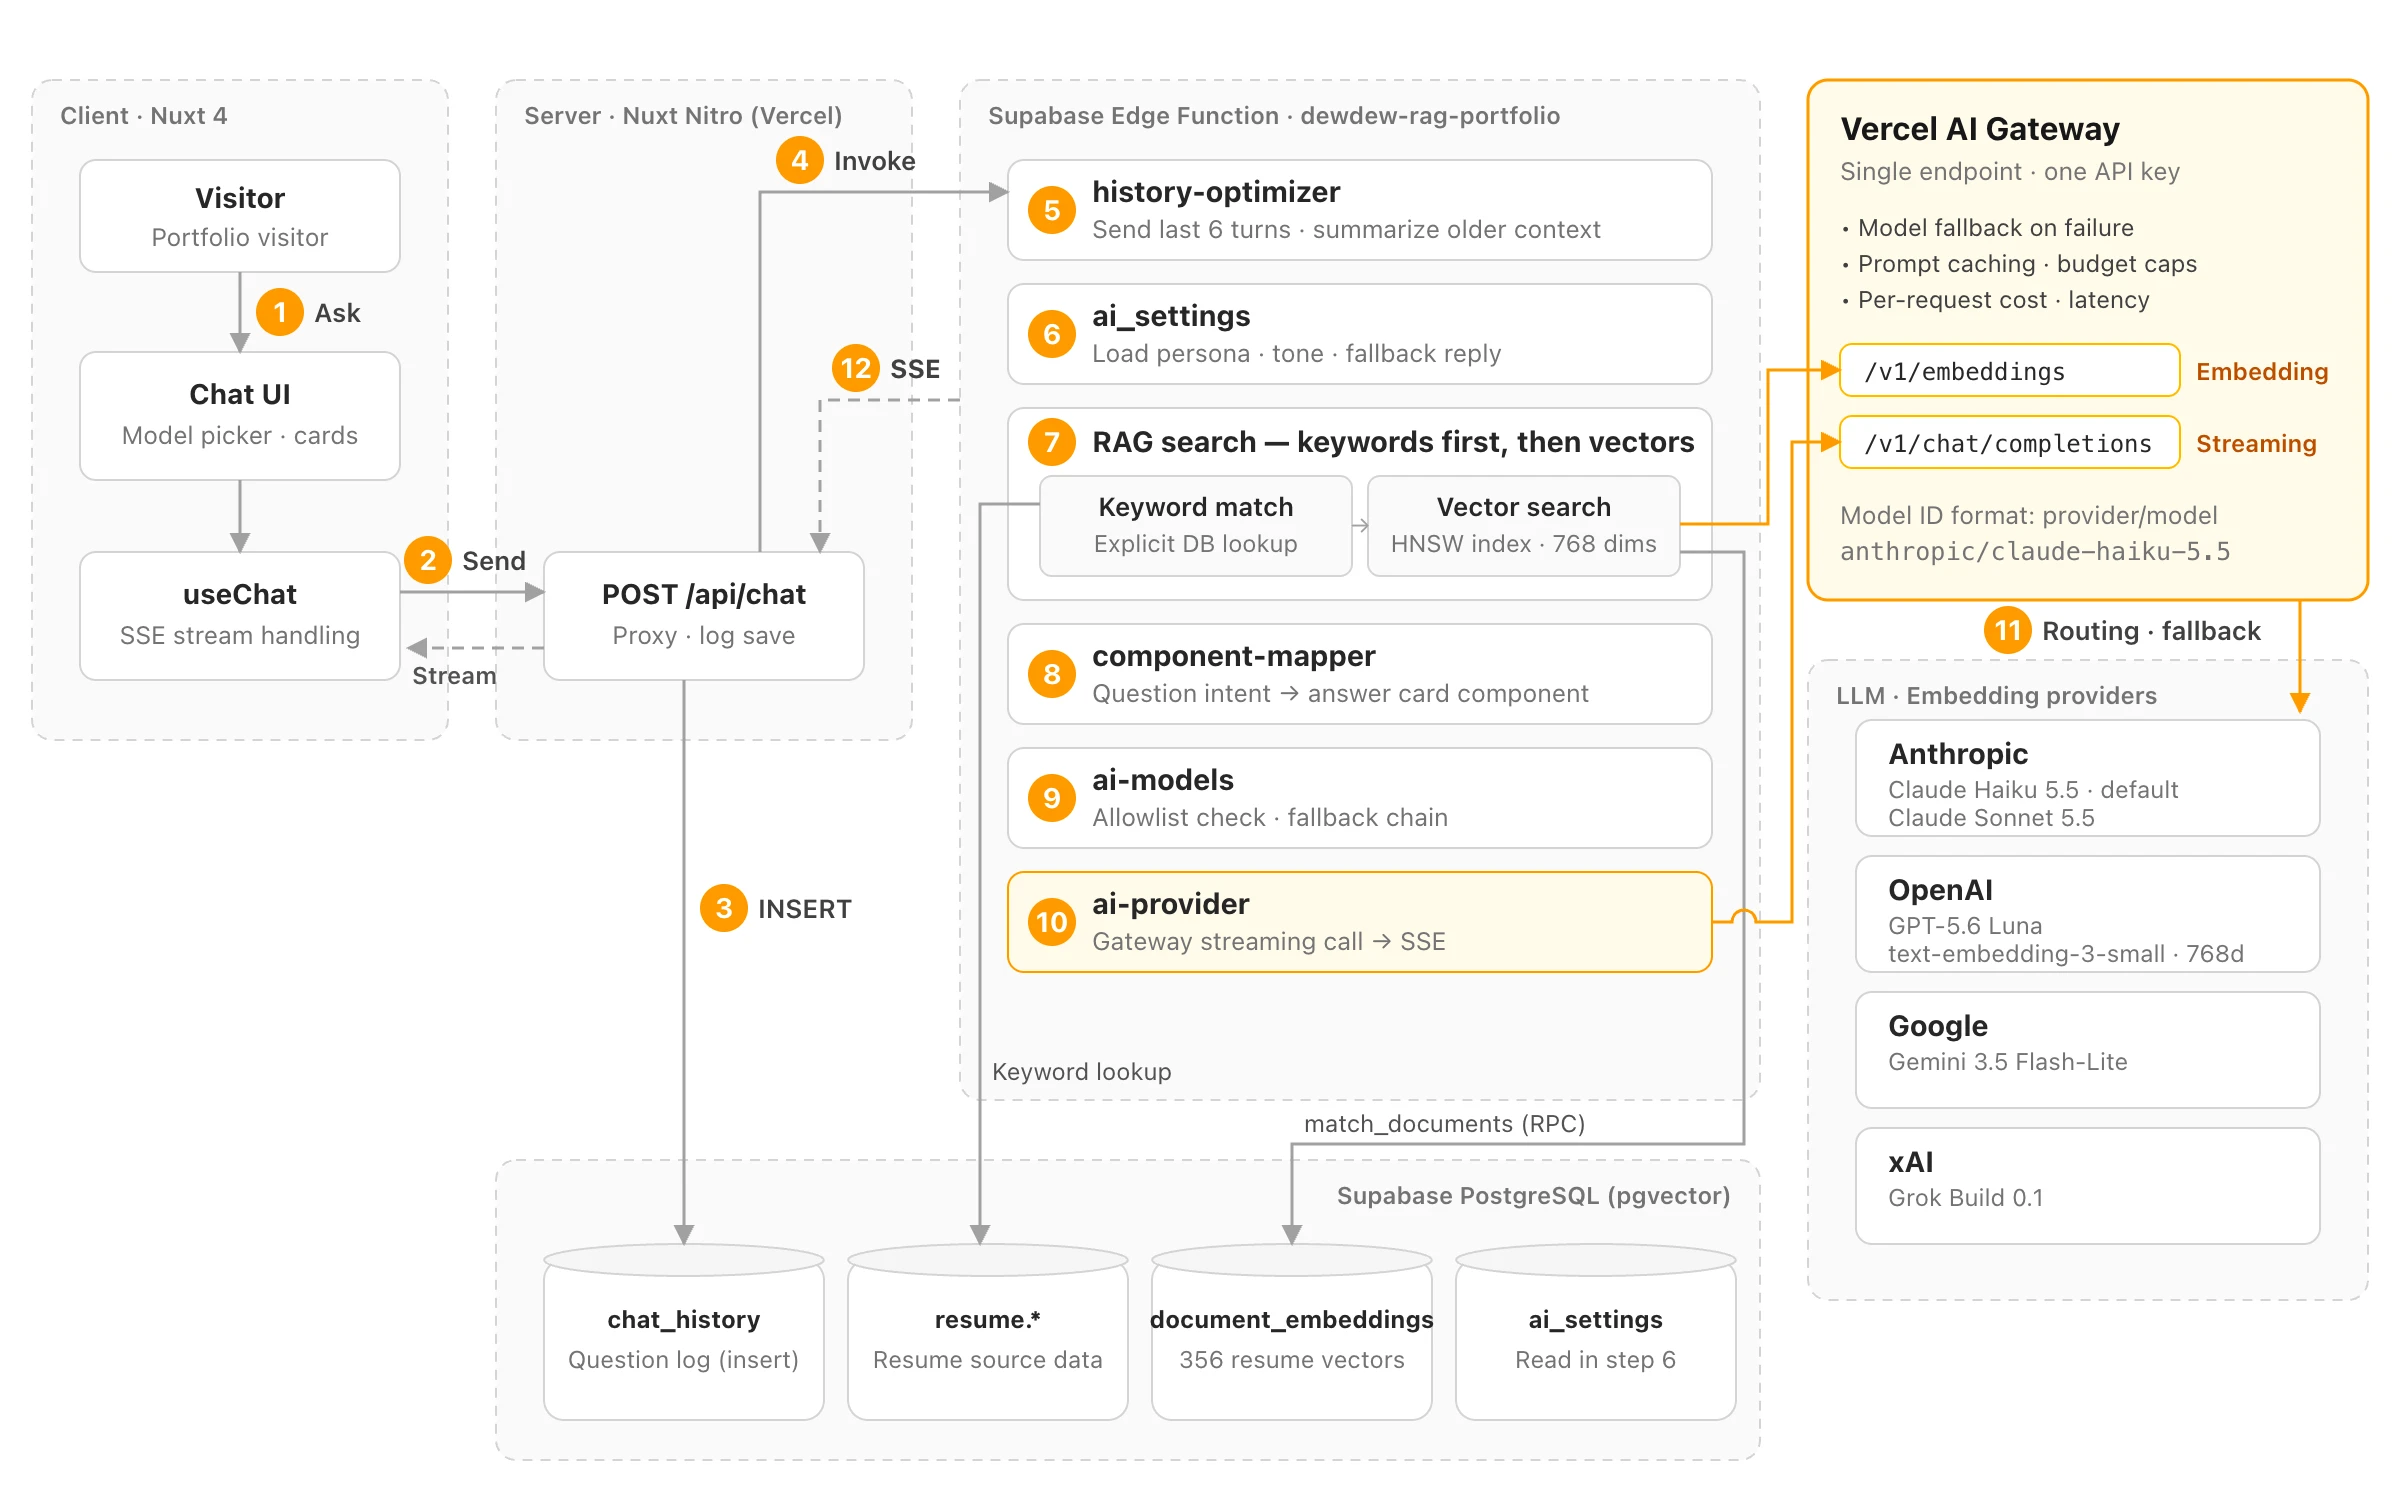 Client · Nuxt 4
Visitor
Portfolio visitor
1 Ask
Chat UI
Model picker · cards
useChat
SSE stream handling
2 Send
Stream
Server · Nuxt Nitro (Vercel)
4 Invoke
12 SSE
POST /api/chat
Proxy · log save
3 INSERT
Supabase Edge Function · dewdew-rag-portfolio
5 history-optimizer
Send last 6 turns · summarize older context
6 ai_settings
Load persona · tone · fallback reply
7 RAG search — keywords first, then vectors
Keyword match
Explicit DB lookup
→
Vector search
HNSW index · 768 dims
8 component-mapper
Question intent → answer card component
9 ai-models
Allowlist check · fallback chain
10 ai-provider
Gateway streaming call → SSE
Keyword lookup
match_documents (RPC)
Supabase PostgreSQL (pgvector)
chat_history
Question log (insert)
resume.*
Resume source data
document_embeddings
356 resume vectors
ai_settings
Read in step 6
Vercel AI Gateway
Single endpoint · one API key
• Model fallback on failure
• Prompt caching · budget caps
• Per-request cost · latency
/v1/embeddings Embedding
/v1/chat/completions Streaming
Model ID format: provider/model
anthropic/claude-haiku-5.5
11 Routing · fallback
LLM · Embedding providers
Anthropic
Claude Haiku 5.5 · default
Claude Sonnet 5.5
OpenAI
GPT-5.6 Luna
text-embedding-3-small · 768d
Google
Gemini 3.5 Flash-Lite
xAI
Grok Build 0.1